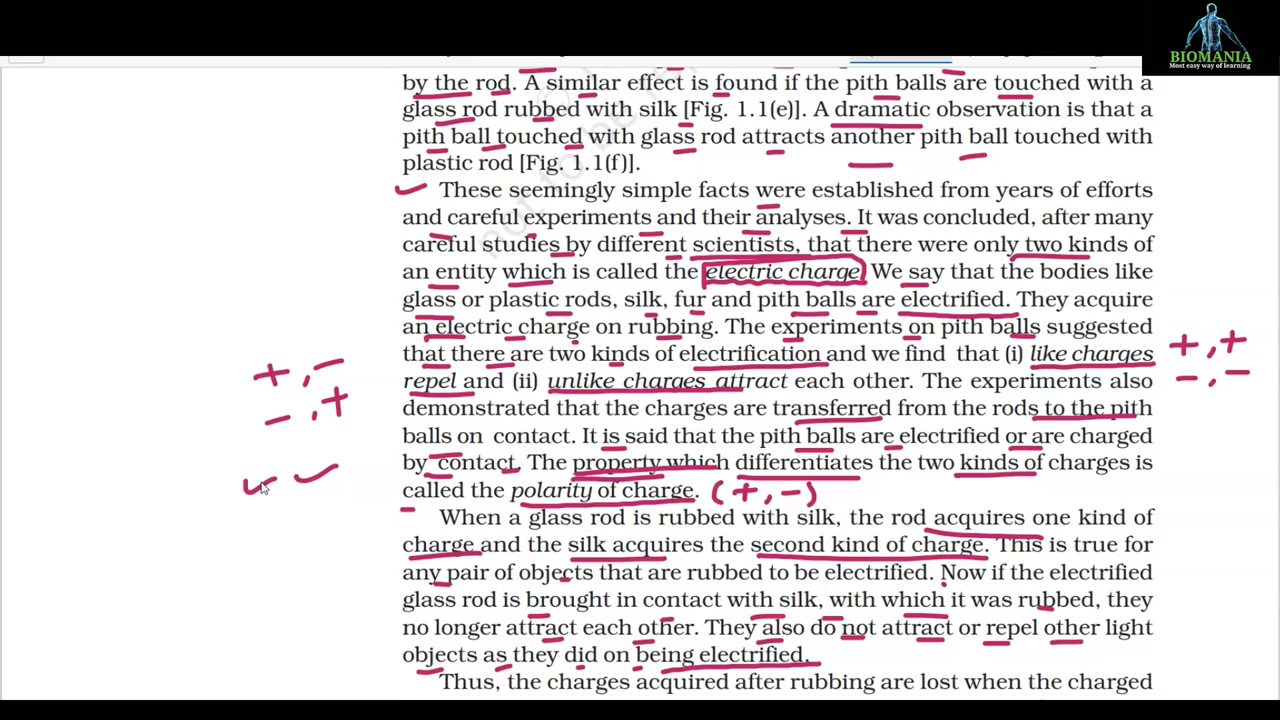 BIOMANIA
Most easy way of learning
by the rod. A similar effect is found if the pith balls are touched with a
glass rod rubbed with silk [Fig. 1.1(e)]. A dramatic observation is that a
pith ball touched with glass rod attracts another pith ball touched with
plastic rod [Fig. 1.1(f)].
These seemingly simple facts were established from years of efforts
and careful experiments and their analyses. It was concluded, after many
careful studies by different scientists, that there were only two kinds of
an entity which is called the electric charge. We say that the bodies like
glass or plastic rods, silk, fur and pith balls are electrified. They acquire
an electric charge on rubbing. The experiments on pith balls suggested
that there are two kinds of electrification and we find that (i) like charges
repel and (ii) unlike charges attract each other. The experiments also
demonstrated that the charges are transferred from the rods to the pith
balls on contact. It is said that the pith balls are electrified or are charged
by contact. The property which differentiates the two kinds of charges is
called the polarity of charge. (+, −)
When a glass rod is rubbed with silk, the rod acquires one kind of
charge and the silk acquires the second kind of charge. This is true for
any pair of objects that are rubbed to be electrified. Now if the electrified
glass rod is brought in contact with silk, with which it was rubbed, they
no longer attract each other. They also do not attract or repel other light
objects as they did on being electrified.
Thus, the charges acquired after rubbing are lost when the charged
+ , −
− , +
+ , +
− , −
not to be rep